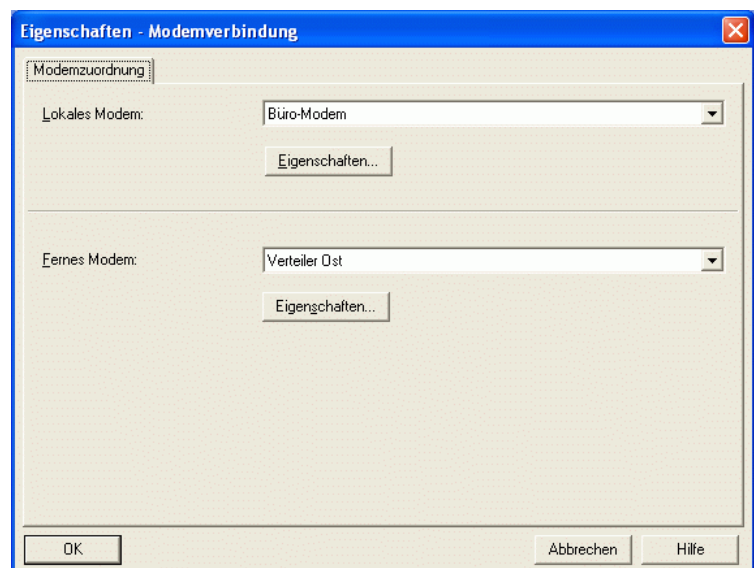 Eigenschaften - Modemverbindung
Modemzuordnung
Lokales Modem: Büro-Modem
Eigenschaften...
Fernes Modem: Verteiler Ost
Eigenschaften...
OK Abbrechen Hilfe